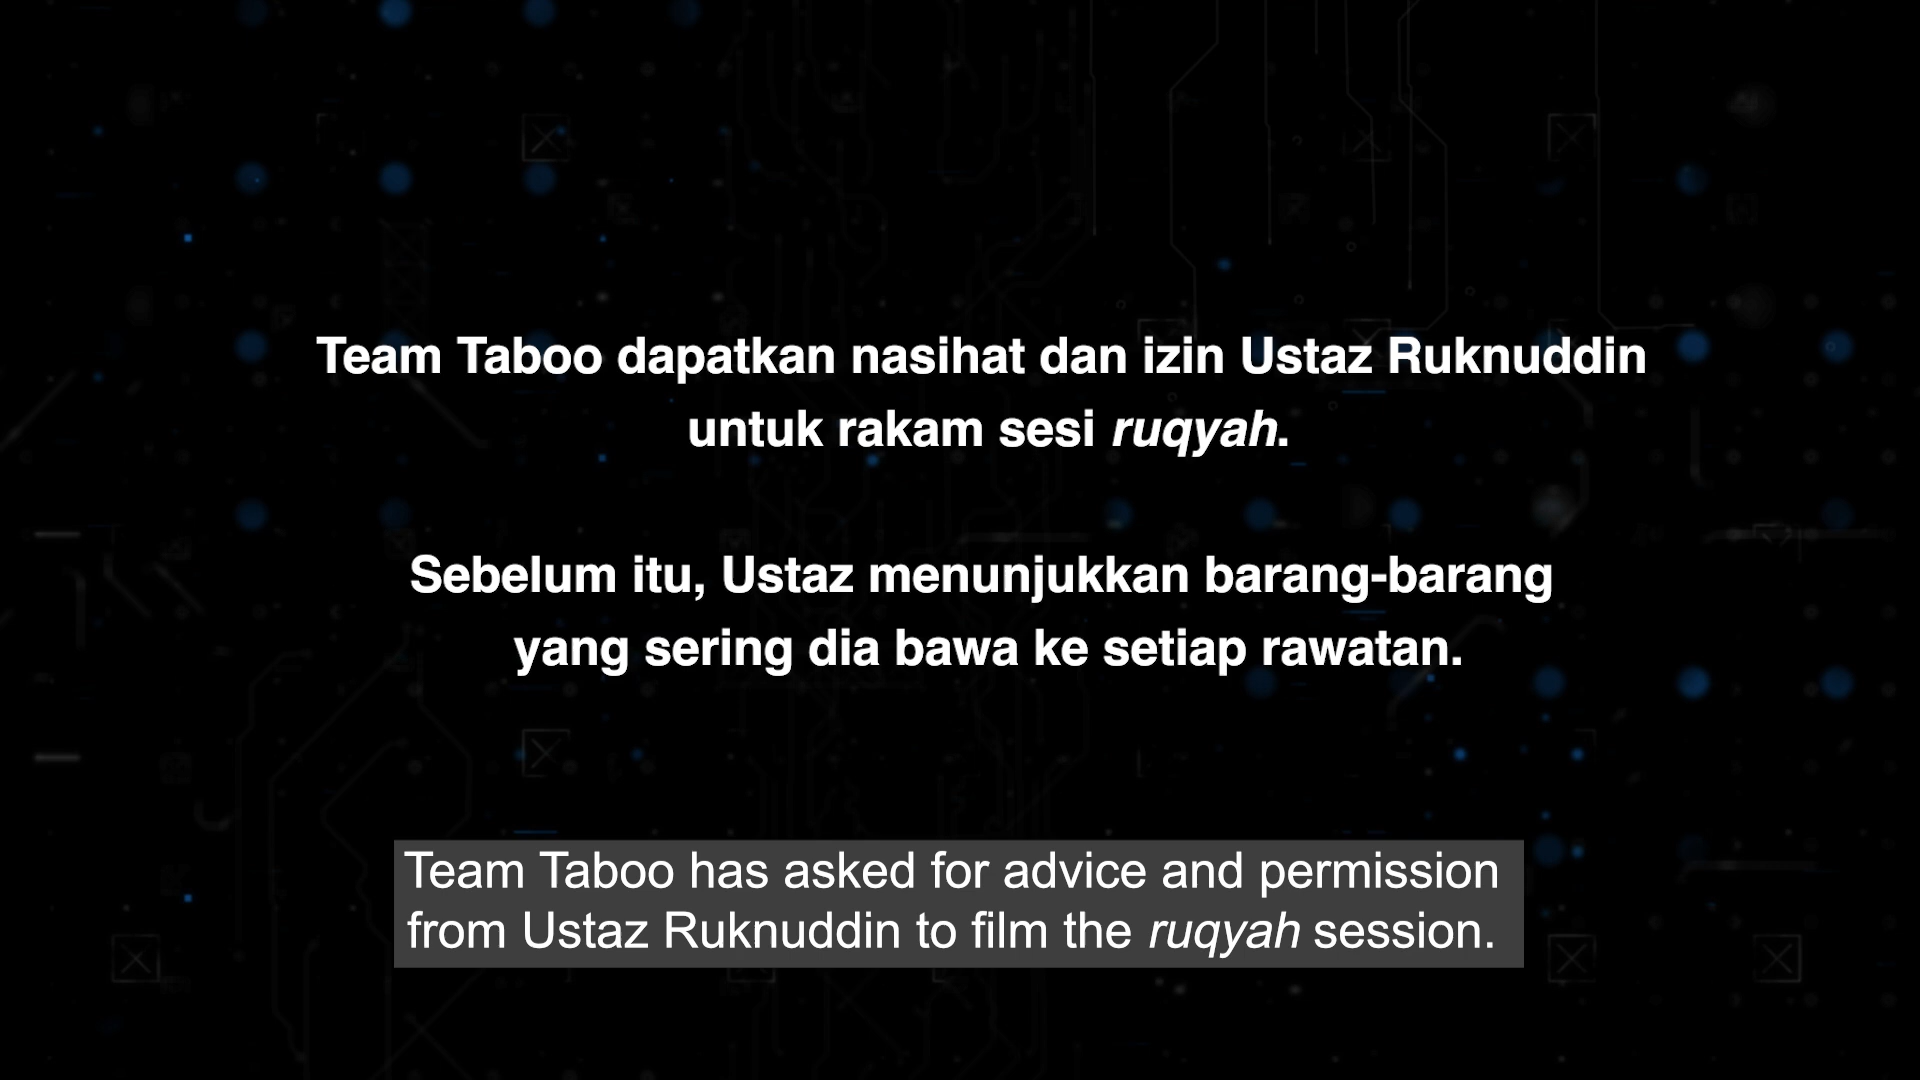 Team Taboo dapatkan nasihat dan izin Ustaz Ruknuddin
untuk rakam sesi ruqyah.
Sebelum itu, Ustaz menunjukkan barang-barang
yang sering dia bawa ke setiap rawatan.
Team Taboo has asked for advice and permission
from Ustaz Ruknuddin to film the ruqyah session.